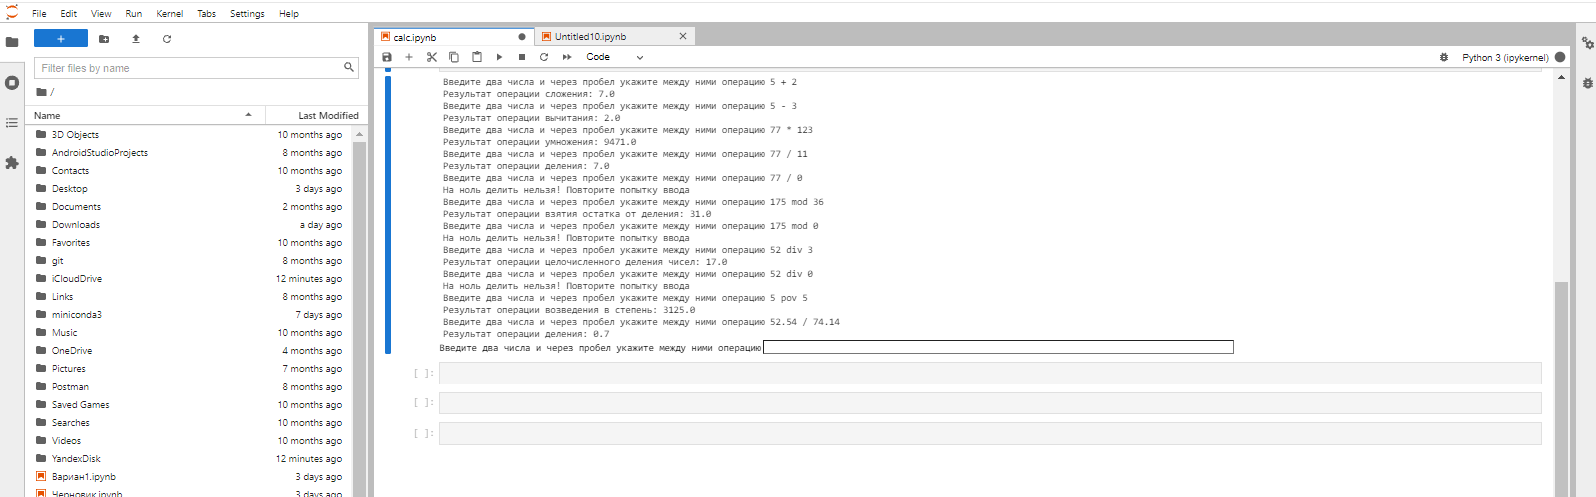 File Edit View Run Kernel Tabs Settings Help
Filter files by name
/
Name Last Modified
3D Objects 10 months ago
AndroidStudioProjects 8 months ago
Contacts 10 months ago
Desktop 3 days ago
Documents 2 months ago
Downloads a day ago
Favorites 10 months ago
git 8 months ago
iCloudDrive 12 minutes ago
Links 8 months ago
miniconda3 7 days ago
Music 10 months ago
OneDrive 4 months ago
Pictures 7 months ago
Postman 8 months ago
Saved Games 10 months ago
Searches 10 months ago
Videos 10 months ago
YandexDisk 12 minutes ago
Вариан1.ipynb 3 days ago
Черновик.ipynb 3 days ago
calc.ipynb Untitled10.ipynb
Code Python 3 (ipykernel)
Введите два числа и через пробел укажите между ними операцию 5 + 2
Результат операции сложения: 7.0
Введите два числа и через пробел укажите между ними операцию 5 - 3
Результат операции вычитания: 2.0
Введите два числа и через пробел укажите между ними операцию 77 * 123
Результат операции умножения: 9471.0
Введите два числа и через пробел укажите между ними операцию 77 / 11
Результат операции деления: 7.0
Введите два числа и через пробел укажите между ними операцию 77 / 0
На ноль делить нельзя! Повторите попытку ввода
Введите два числа и через пробел укажите между ними операцию 175 mod 36
Результат операции взятия остатка от деления: 31.0
Введите два числа и через пробел укажите между ними операцию 175 mod 0
На ноль делить нельзя! Повторите попытку ввода
Введите два числа и через пробел укажите между ними операцию 52 div 3
Результат операции целочисленного деления чисел: 17.0
Введите два числа и через пробел укажите между ними операцию 52 div 0
На ноль делить нельзя! Повторите попытку ввода
Введите два числа и через пробел укажите между ними операцию 5 pov 5
Результат операции возведения в степень: 3125.0
Введите два числа и через пробел укажите между ними операцию 52.54 / 74.14
Результат операции деления: 0.7
Введите два числа и через пробел укажите между ними операцию
[ ]:
[ ]:
[ ]: